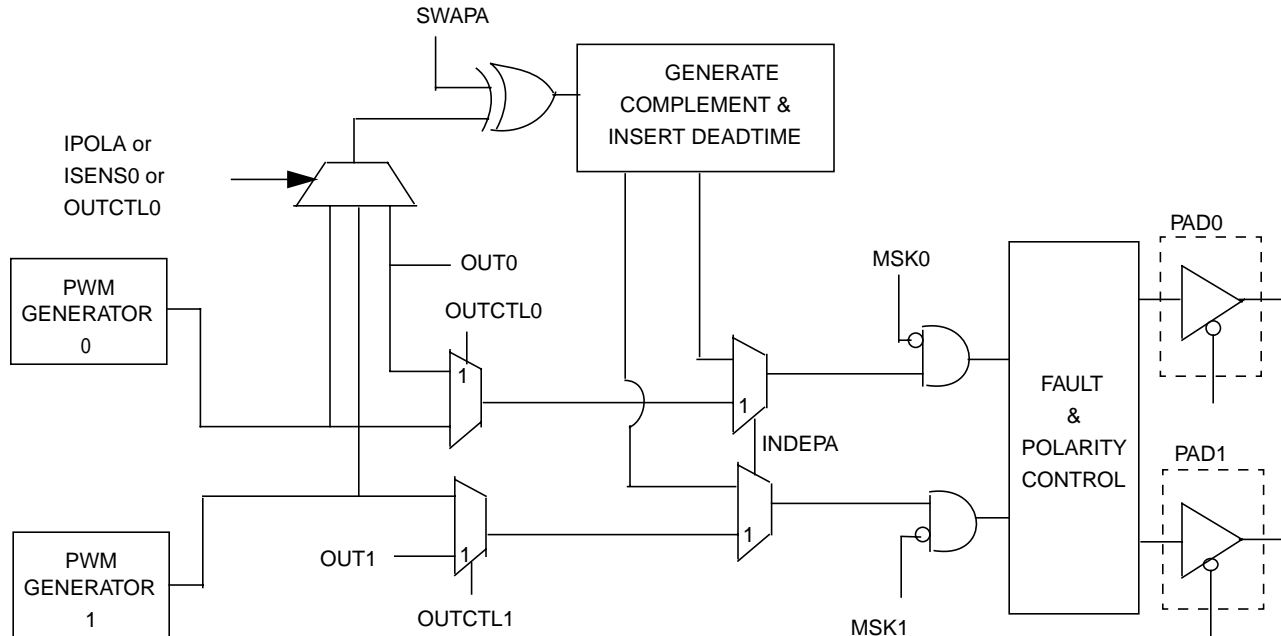 SWAPA
GENERATE
COMPLEMENT &
INSERT DEADTIME
IPOLA or
ISENS0 or
OUTCTL0
PWM
GENERATOR
0
OUT0
OUTCTL0
1
1
INDEPA
MSK0
FAULT
&
POLARITY
CONTROL
PAD0
PAD1
PWM
GENERATOR
1
OUT1
1
OUTCTL1
1
MSK1